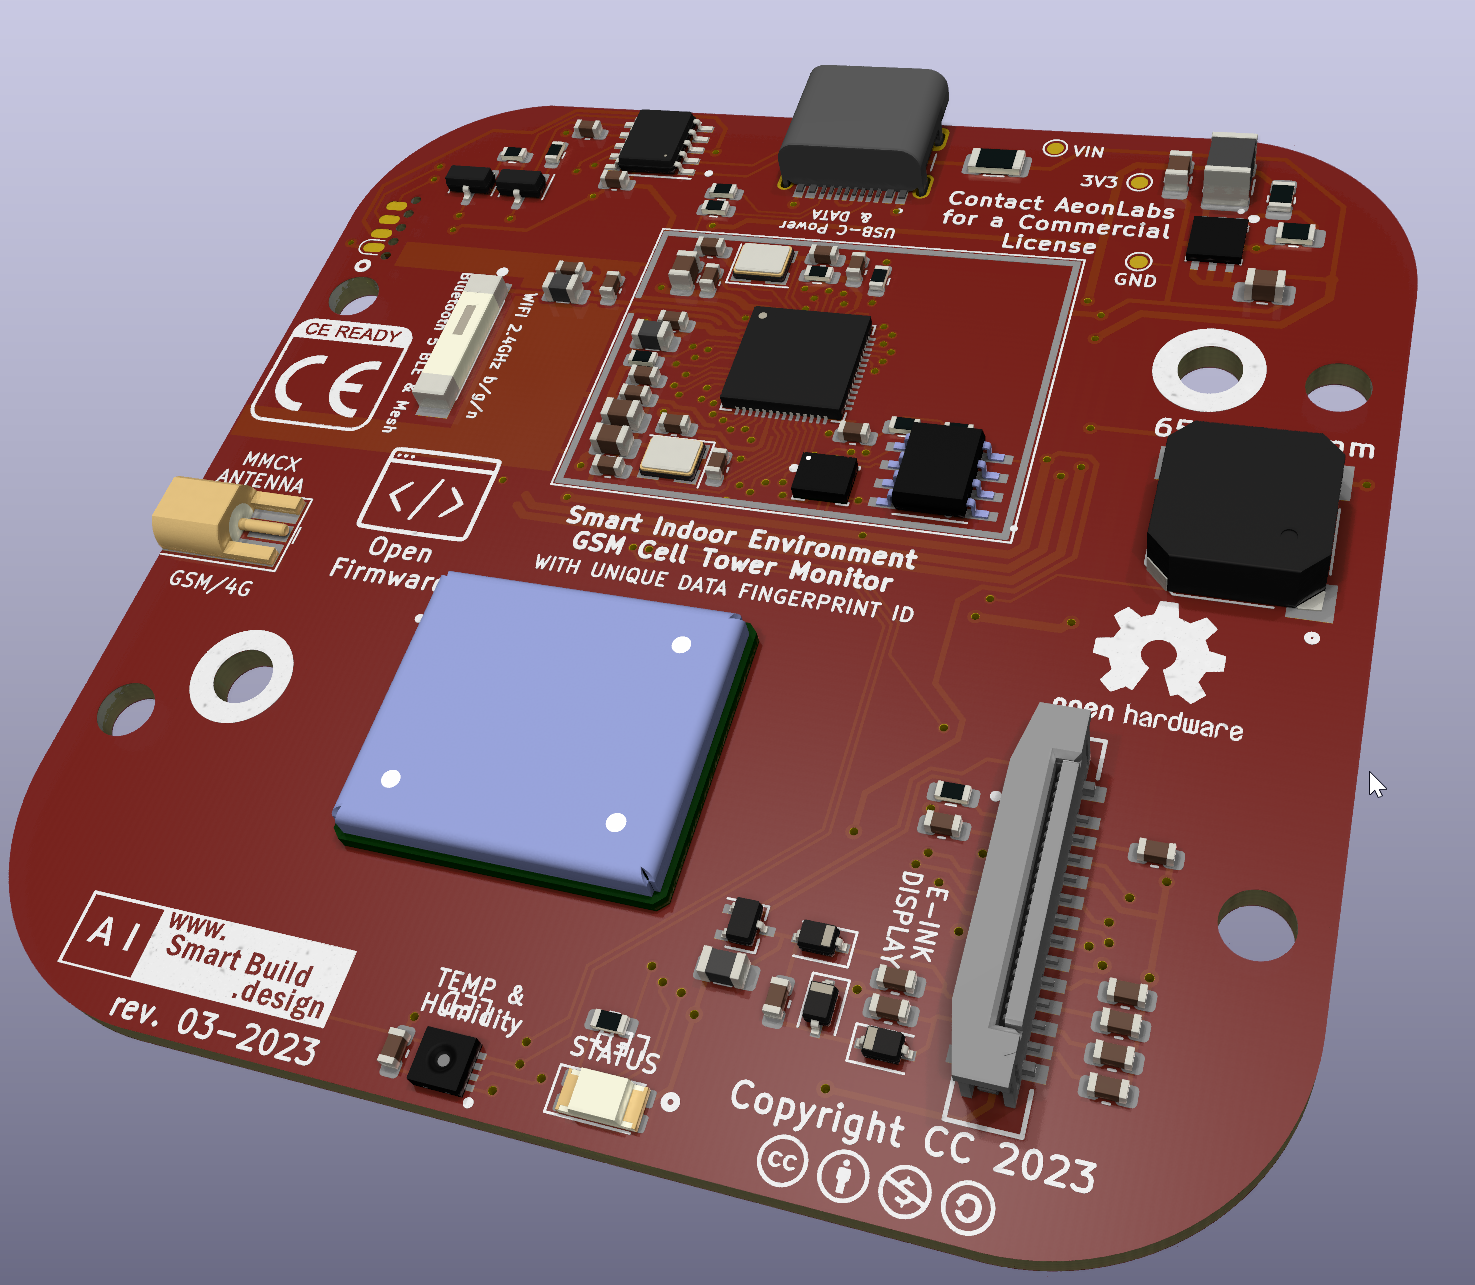 VIN
3V3
Contact AeonLabs
for a Commercial
License
GND
USB-C Power
& DATA
CE READY
CE
Bluetooth 5 BLE & Mesh
WIFI 2.4GHz b/g/n
MMCX
ANTENNA
GSM/4G
</>
Open
Smart Indoor Environment
GSM Cell Tower Monitor
WITH UNIQUE DATA FINGERPRINT ID
open hardware
E-INK
DISPLAY
AI
www.
Smart Build
.design
rev. 03-2023
TEMP &
Humidity
STATUS
Copyright CC 2023
cc